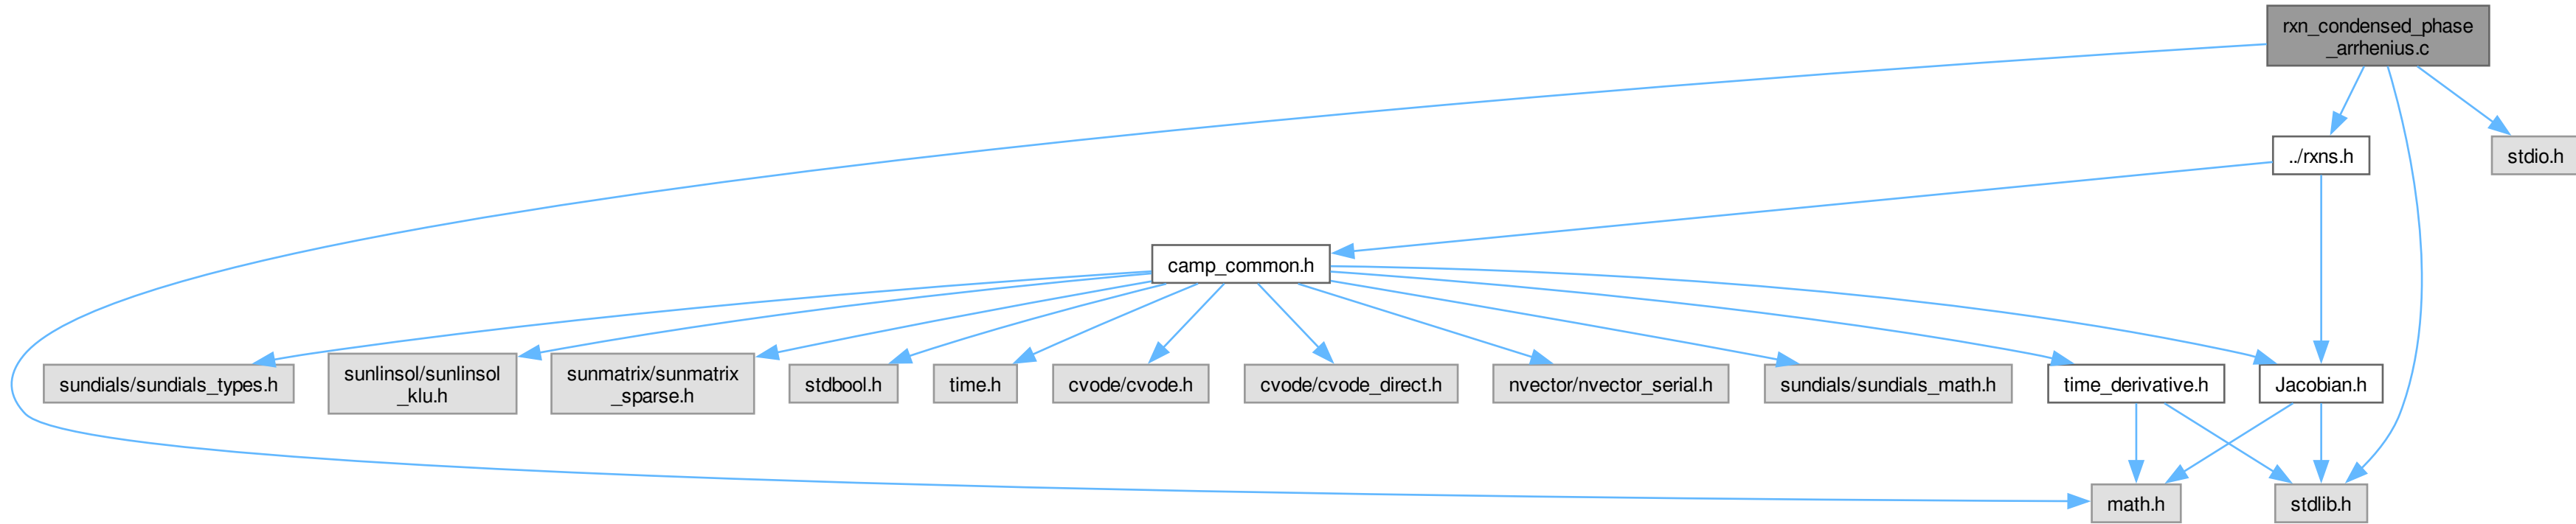 rxn_condensed_phase
_arrhenius.c
../rxns.h
stdio.h
camp_common.h
sundials/sundials_types.h
sunlinsol/sunlinsol
_klu.h
sunmatrix/sunmatrix
_sparse.h
stdbool.h
time.h
cvode/cvode.h
cvode/cvode_direct.h
nvector/nvector_serial.h
sundials/sundials_math.h
time_derivative.h
Jacobian.h
math.h
stdlib.h